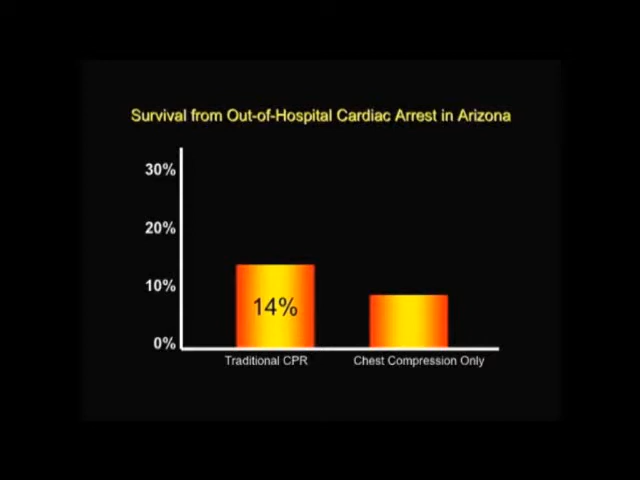 Survival from Out-of-Hospital Cardiac Arrest in Arizona
30%
20%
10%
0%
14%
Traditional CPR
Chest Compression Only